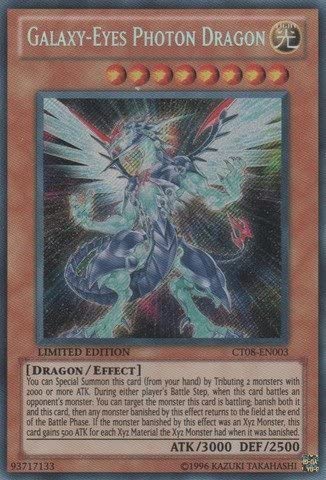 GALAXY-EYES PHOTON DRAGON
LIMITED EDITION
CT08-EN003
[DRAGON / EFFECT]
You can Special Summon this card (from your hand) by Tributing 2 monsters with
2000 or more ATK. During either player's Battle Step, when this card battles an
opponent's monster: You can target the monster this card is battling, banish both it
and this card, then any monster banished by this effect returns to the field at the end
of the Battle Phase. If the monster banished by this effect was an Xyz Monster, this
card gains 500 ATK for each Xyz Material the Xyz Monster had when it was banished.
ATK/3000 DEF/2500
93717133
©1996 KAZUKI TAKAHASHI